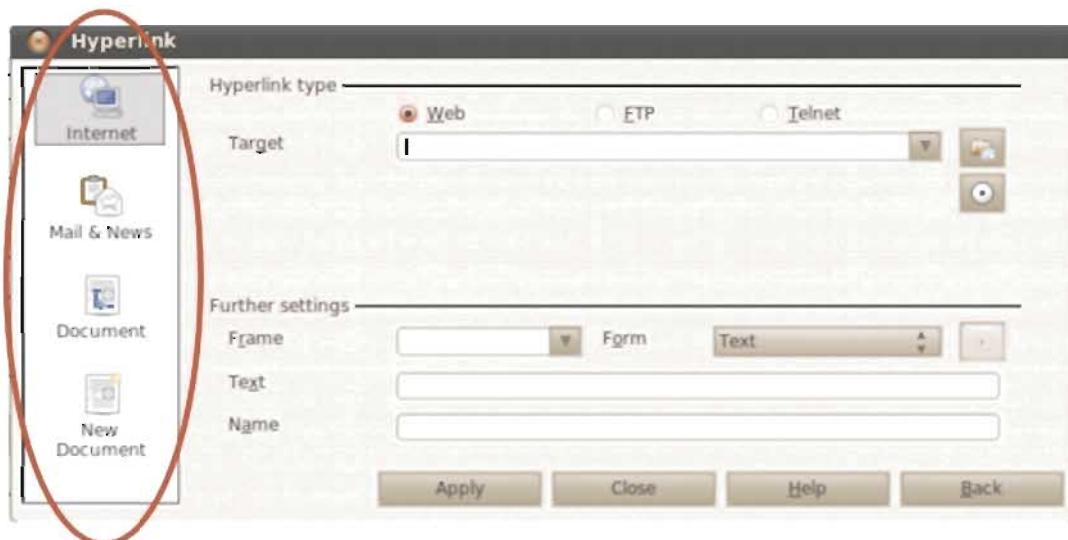 Hyperlink
Internet
Mail & News
Document
New
Document
Hyperlink type
Web FTP Telnet
Target
Further settings
Frame Form Text
Text
Name
Apply Close Help Back